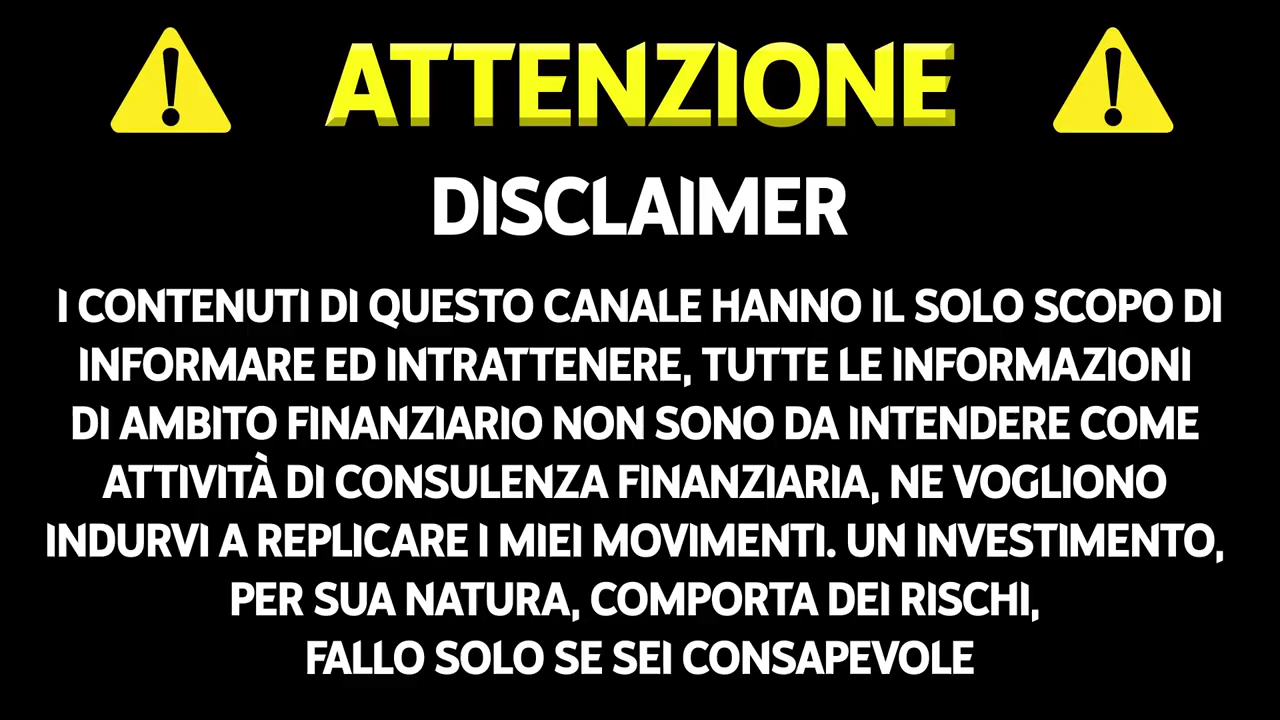 ATTENZIONE
DISCLAIMER
I CONTENUTI DI QUESTO CANALE HANNO IL SOLO SCOPO DI
INFORMARE ED INTRATTENERE, TUTTE LE INFORMAZIONI
DI AMBITO FINANZIARIO NON SONO DA INTENDERE COME
ATTIVITÀ DI CONSULENZA FINANZIARIA, NE VOGLIONO
INDURVI A REPLICARE I MIEI MOVIMENTI. UN INVESTIMENTO,
PER SUA NATURA, COMPORTA DEI RISCHI,
FALLO SOLO SE SEI CONSAPEVOLE